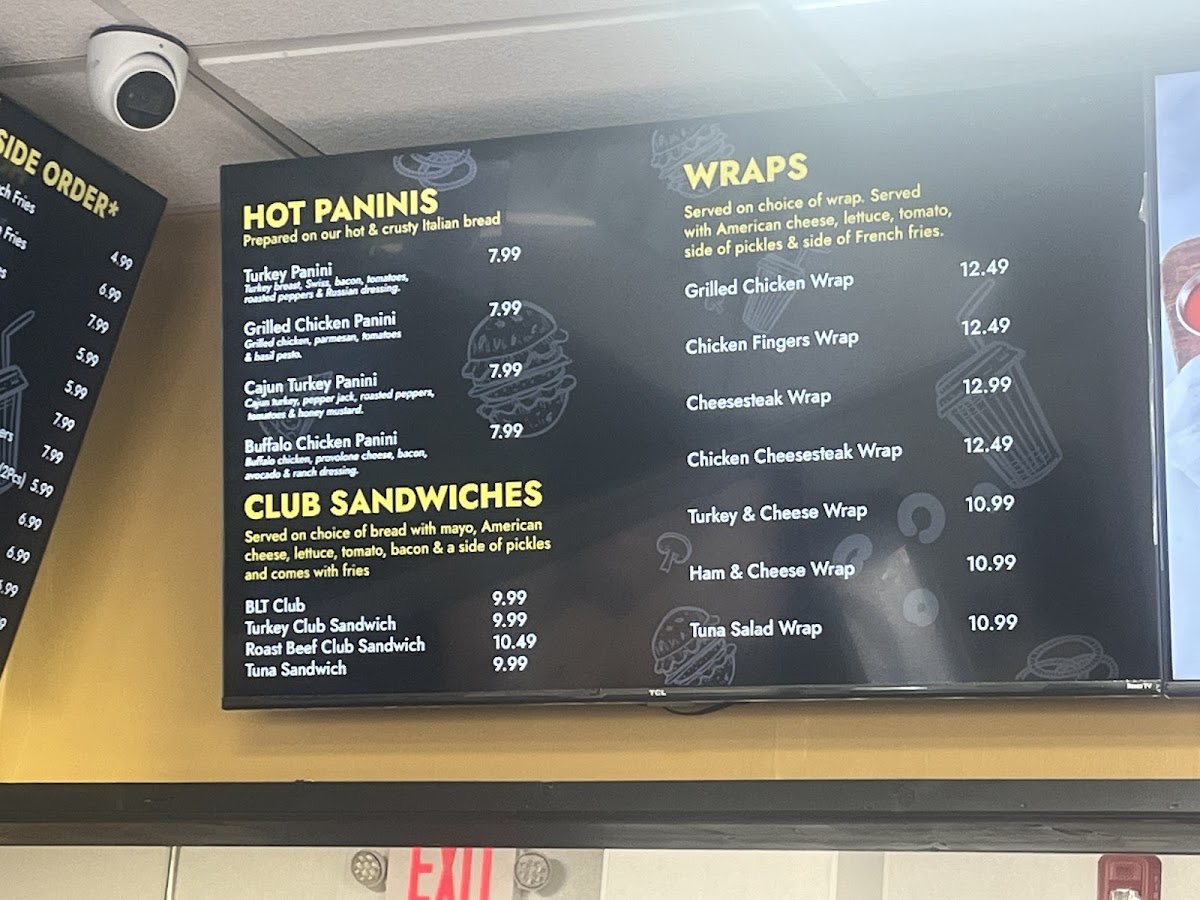 SIDE ORDER*
Fries
4.99
Fries
6.99
7.99
5.99
5.99
7.99
7.99
(2Pcs) 5.99
6.99
6.99
HOT PANINIS
Prepared on our hot & crusty Italian bread
Turkey Panini 7.99
Turkey breast, Swiss, bacon, tomatoes,
roasted peppers & Russian dressing.
Grilled Chicken Panini 7.99
Grilled chicken, parmesan, tomatoes
& basil pesto.
Cajun Turkey Panini 7.99
Cajun turkey, pepper jack, roasted peppers,
tomatoes & honey mustard.
Buffalo Chicken Panini 7.99
Buffalo chicken, provolone cheese, bacon,
avocado & ranch dressing.
CLUB SANDWICHES
Served on choice of bread with mayo, American
cheese, lettuce, tomato, bacon & a side of pickles
and comes with fries
BLT Club 9.99
Turkey Club Sandwich 9.99
Roast Beef Club Sandwich 10.49
Tuna Sandwich 9.99
WRAPS
Served on choice of wrap. Served
with American cheese, lettuce, tomato,
side of pickles & side of French fries.
Grilled Chicken Wrap 12.49
Chicken Fingers Wrap 12.49
Cheesesteak Wrap 12.99
Chicken Cheesesteak Wrap 12.49
Turkey & Cheese Wrap 10.99
Ham & Cheese Wrap 10.99
Tuna Salad Wrap 10.99
TCL
Roku TV
EXIT